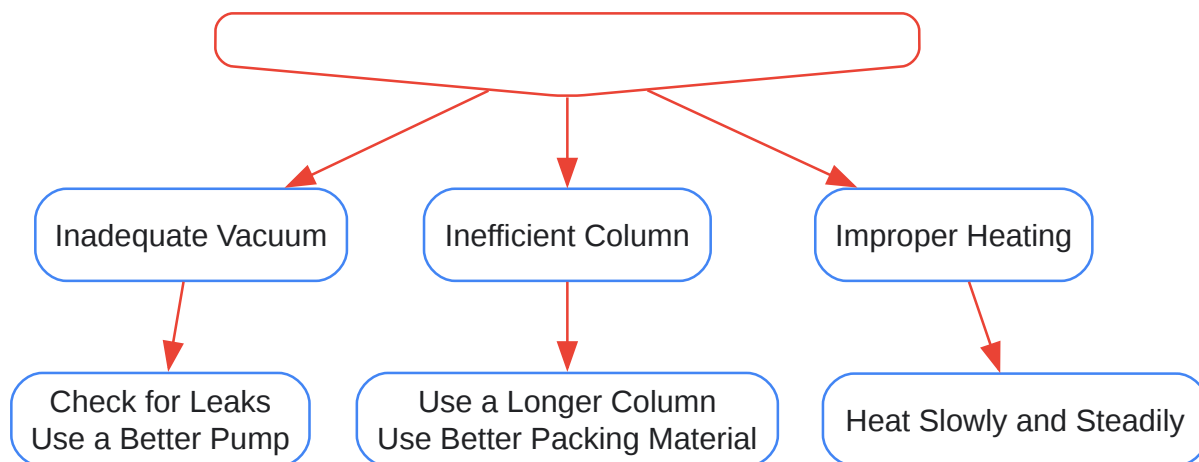 Inadequate Vacuum
Inefficient Column
Improper Heating
Check for Leaks
Use a Better Pump
Use a Longer Column
Use Better Packing Material
Heat Slowly and Steadily